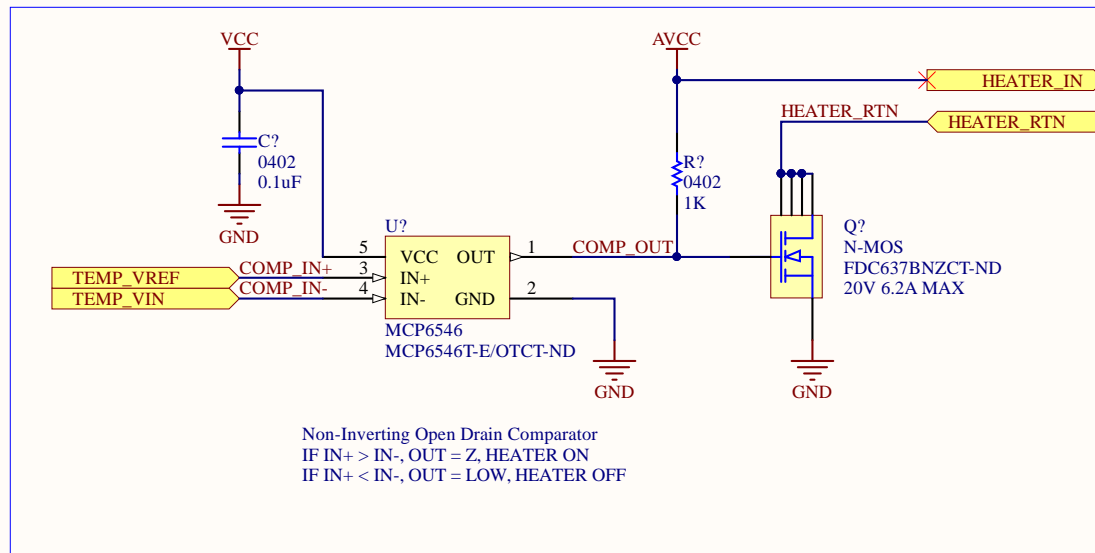 VCC
AVCC
HEATER_IN
HEATER_RTN
HEATER_RTN
C?
0402
0.1uF
R?
0402
1K
GND
U?
Q?
N-MOS
FDC637BNZCT-ND
20V 6.2A MAX
5 VCC OUT 1 COMP_OUT
TEMP_VREF COMP_IN+ 3 IN+
TEMP_VIN COMP_IN- 4 IN- GND 2
MCP6546
MCP6546T-E/OTCT-ND
GND
GND
Non-Inverting Open Drain Comparator
IF IN+ > IN-, OUT = Z, HEATER ON
IF IN+ < IN-, OUT = LOW, HEATER OFF